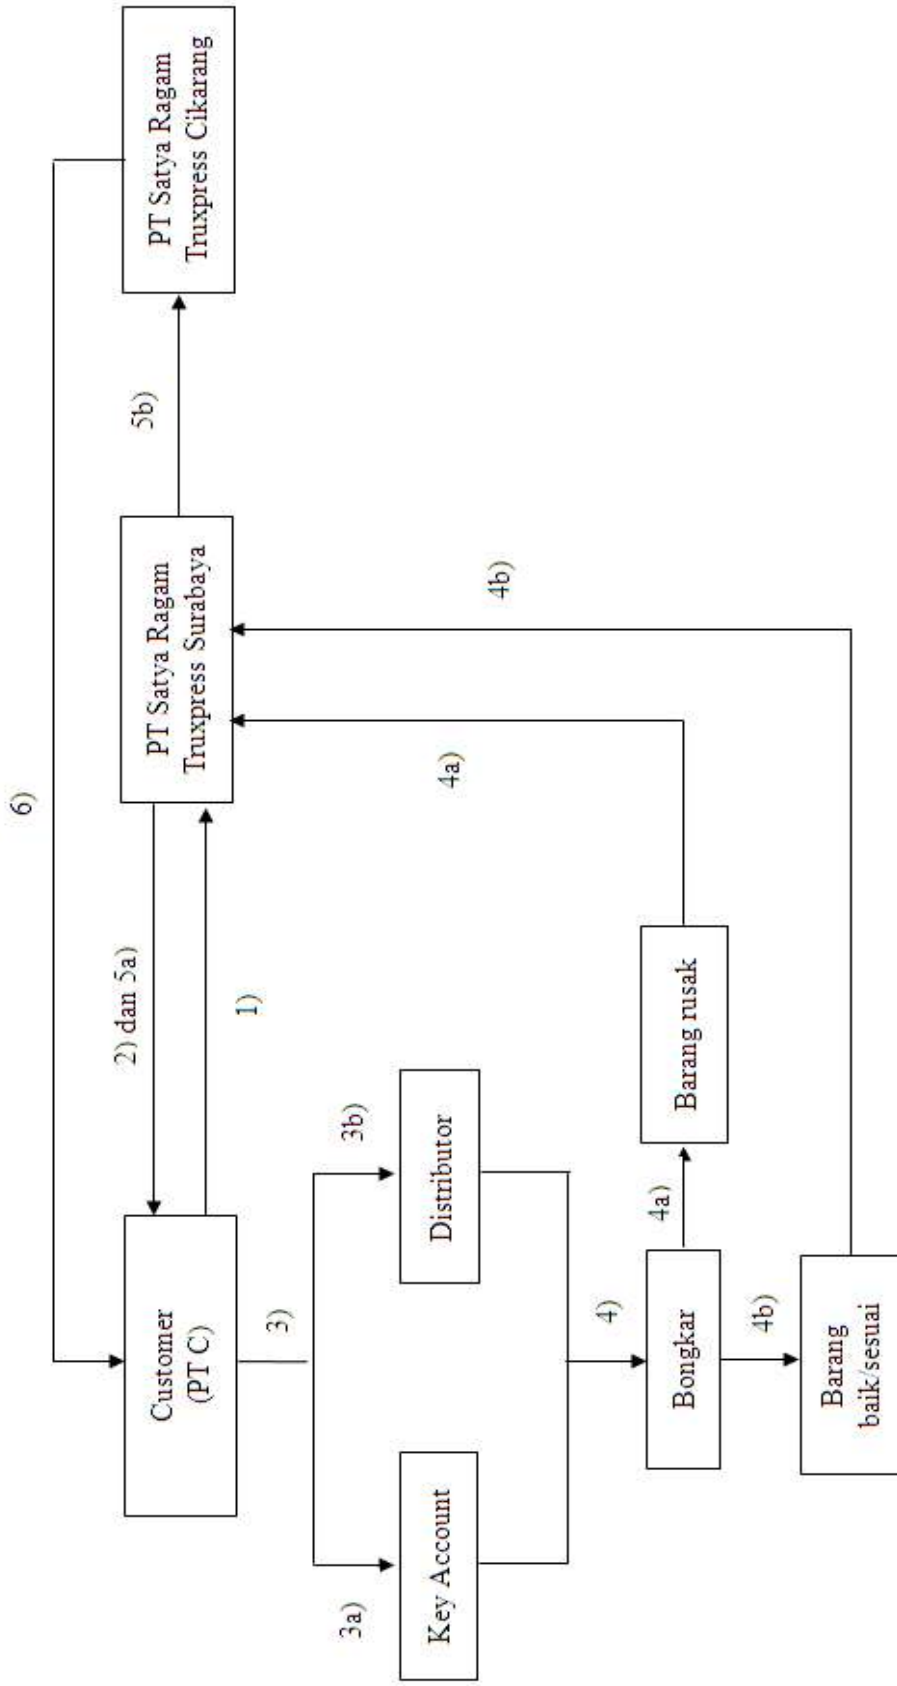 6)
Customer
(PT C)
2) dan 5a)
1)
PT Satya Ragam
Truxpress Surabaya
5b)
PT Satya Ragam
Truxpress Cikarang
3)
3a)
3b)
Key Account
Distributor
4)
4a)
4b)
Bongkar
4a)
Barang rusak
4b)
Barang
baik/sesuai